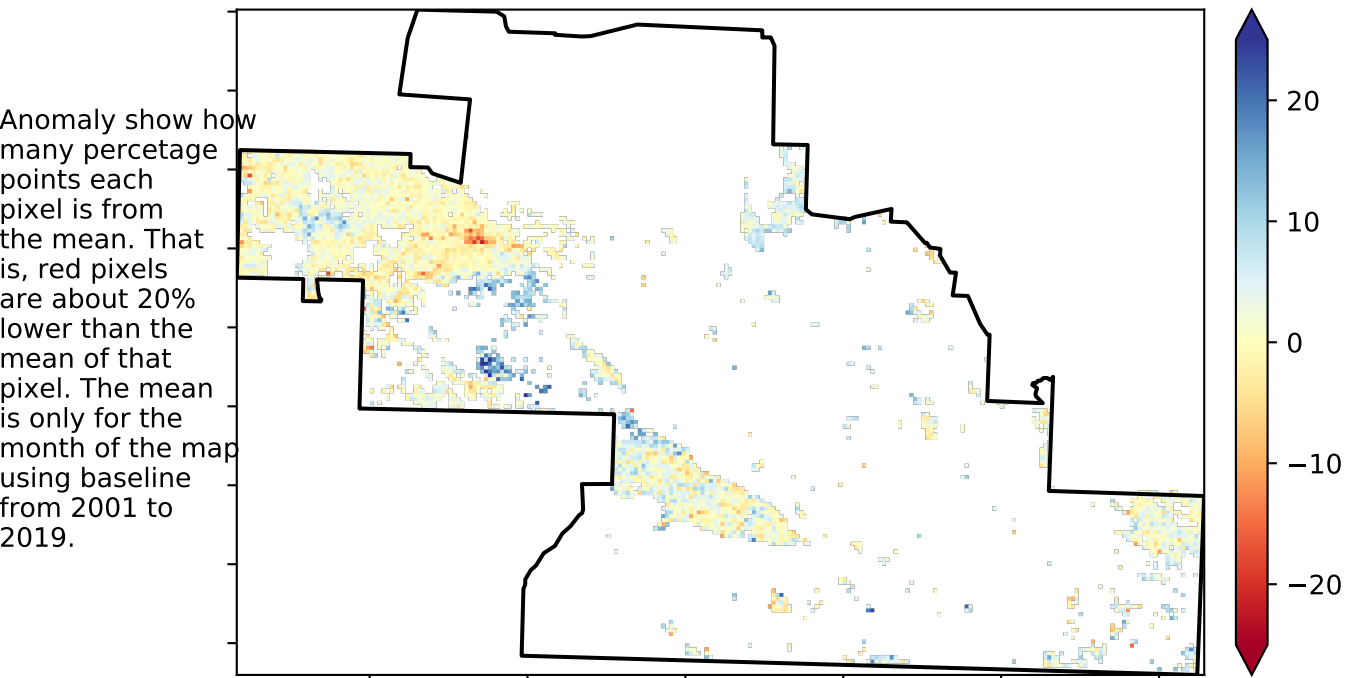 Anomaly show how
many percetage
points each
pixel is from
the mean. That
is, red pixels
are about 20%
lower than the
mean of that
pixel. The mean
is only for the
month of the map
using baseline
from 2001 to
2019.
20
10
0
−10
−20